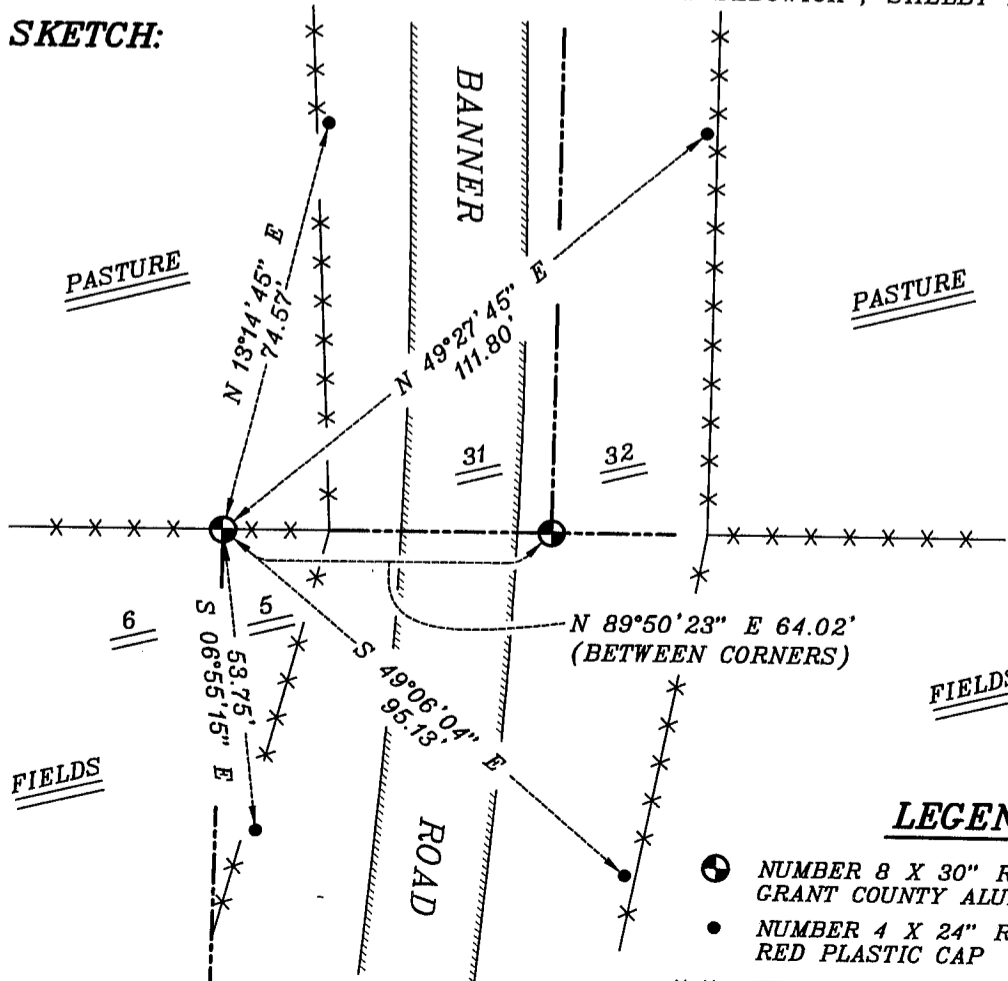 SKETCH:
BANNER
PASTURE
N 13°14'45" E
74.57'
N 49°27'45" E
111.80'
PASTURE
31
32
6
5
N 89°50'23" E 64.02'
(BETWEEN CORNERS)
S 06°55'15" E
53.75'
S 49°06'04" E
95.13'
FIELDS
FIELDS
ROAD
NUMBER 8 X 30" R
GRANT COUNTY
NUMBER 4 X 24" R
RED PLASTIC CAP